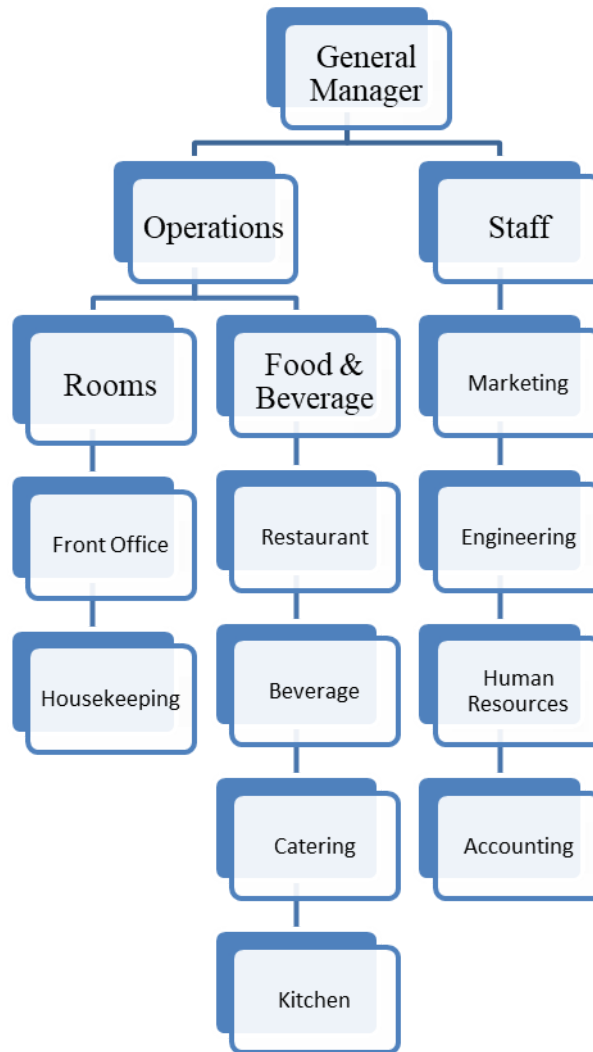 General
Manager
Operations
Staff
Rooms
Food &
Beverage
Marketing
Front Office
Restaurant
Engineering
Housekeeping
Beverage
Human
Resources
Catering
Accounting
Kitchen